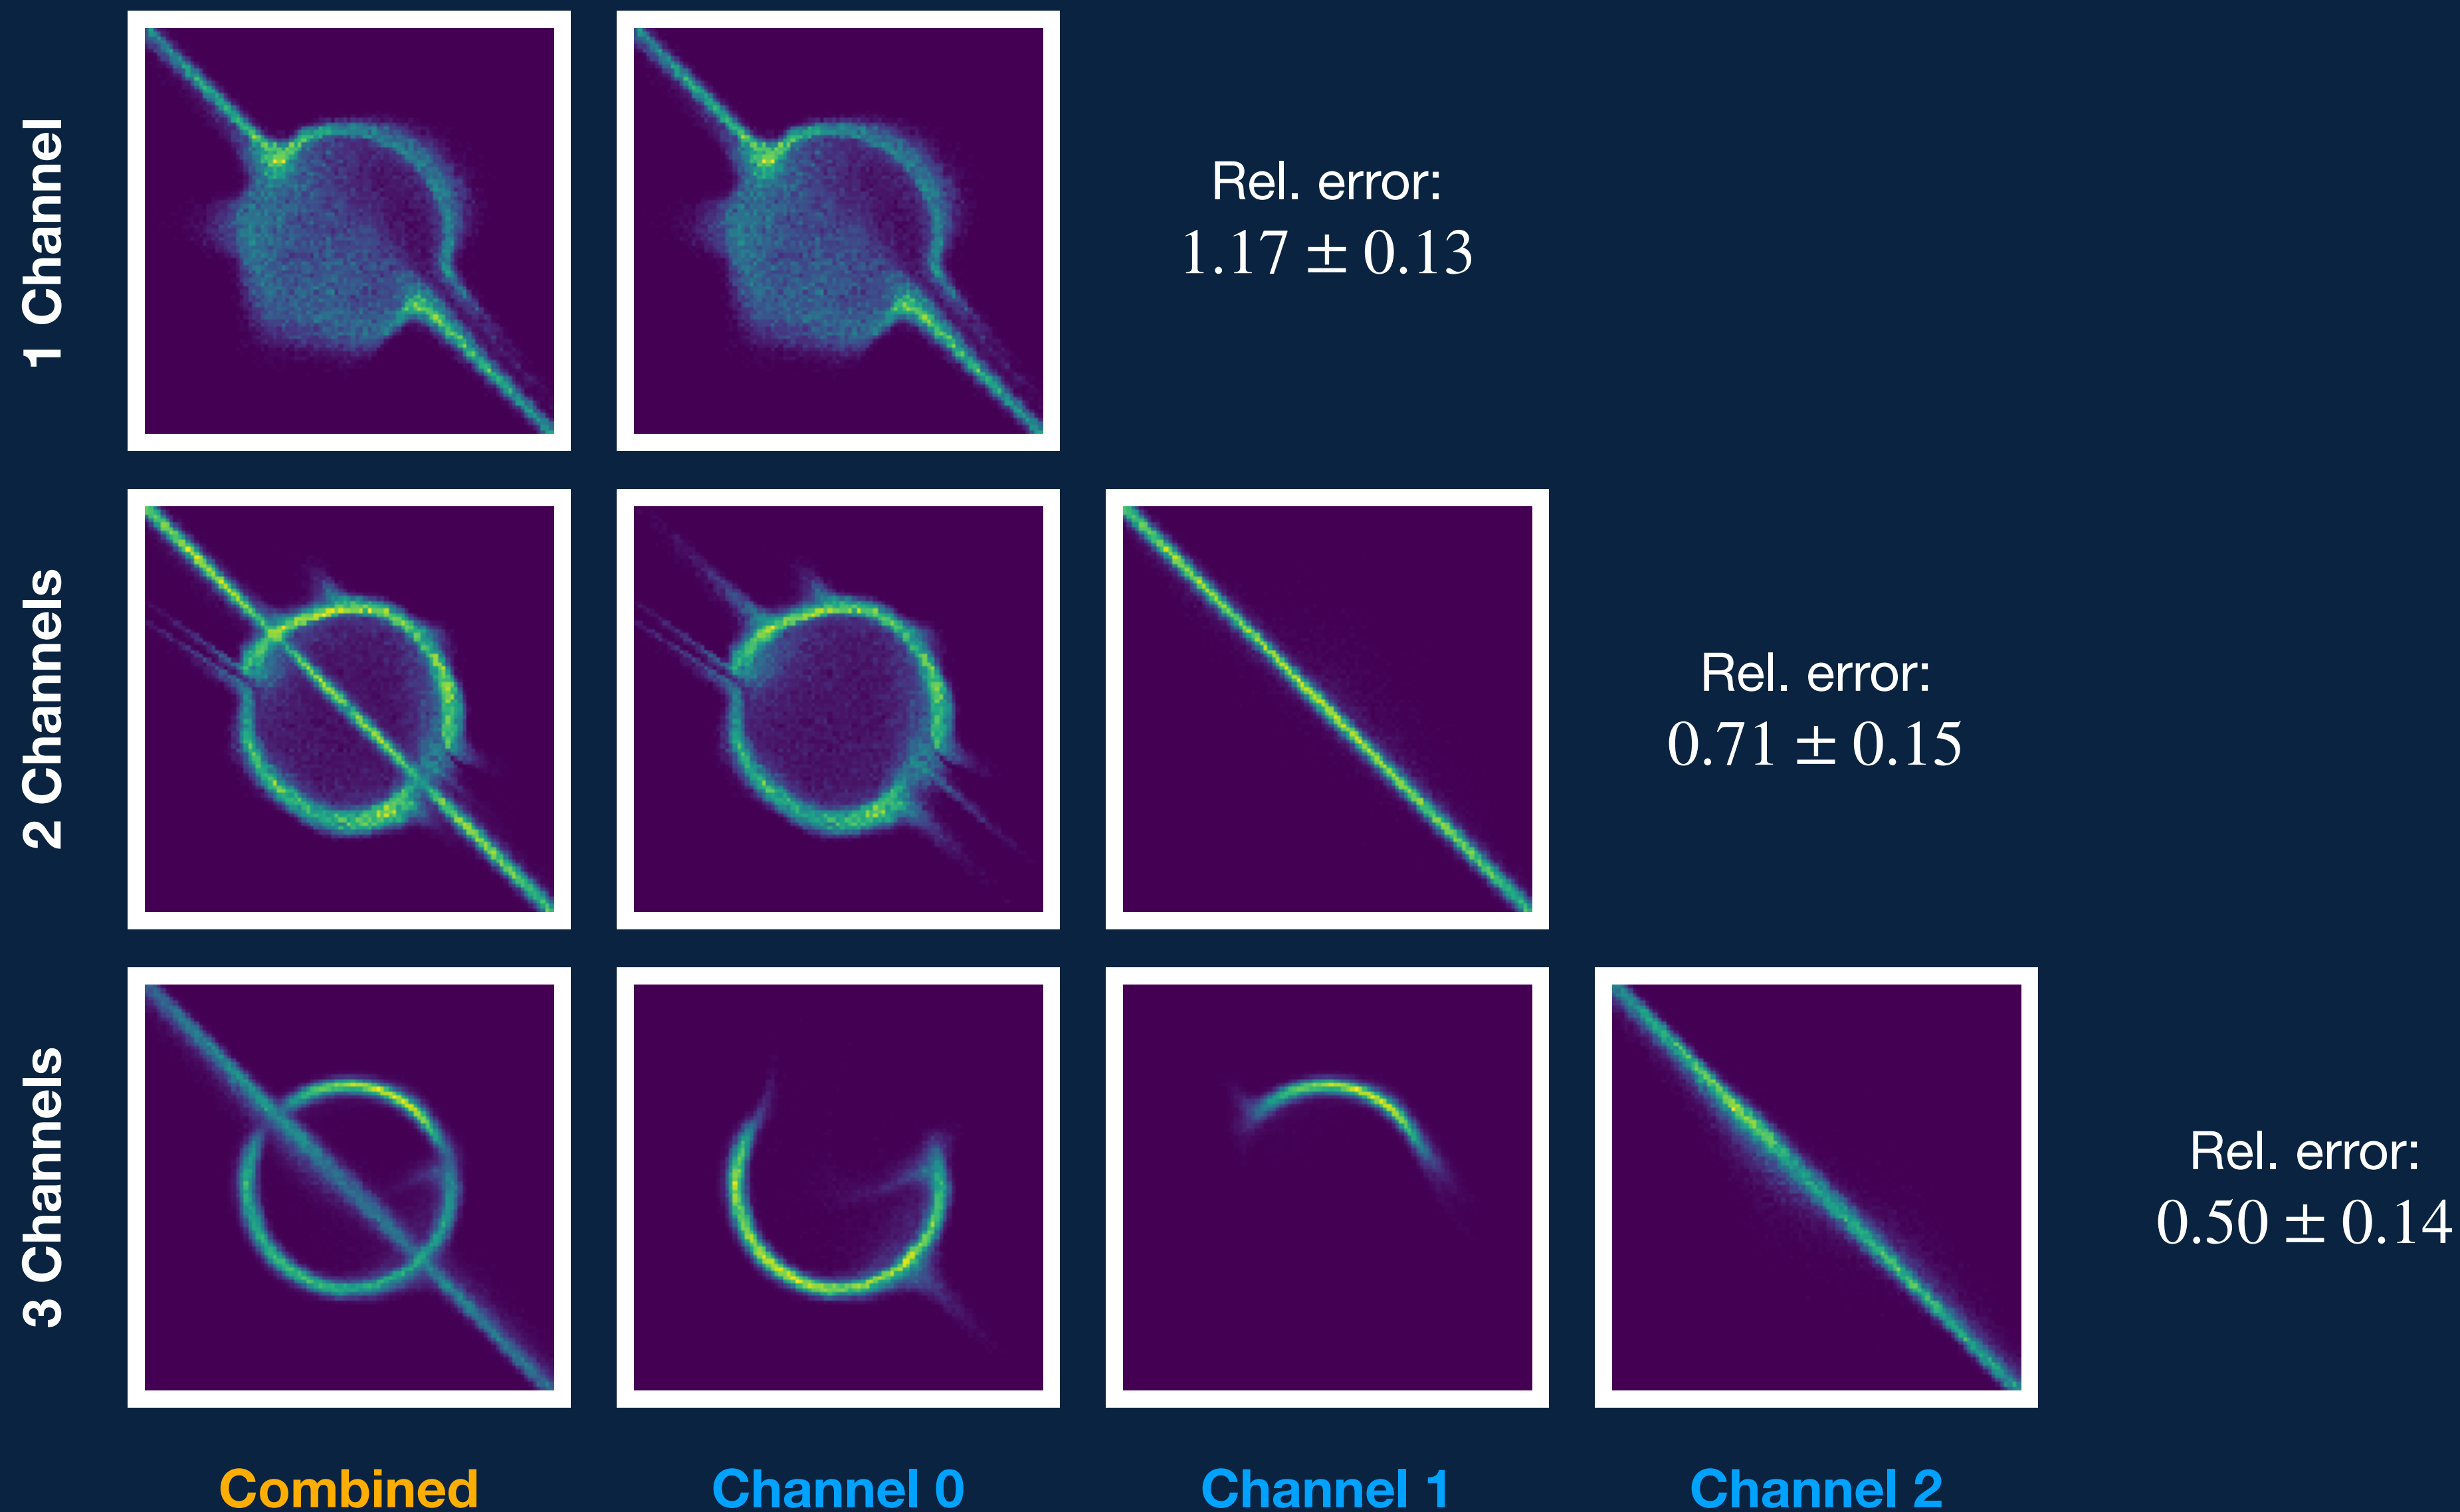 1 Channel
Rel. error:
1.17 ± 0.13
2 Channels
Rel. error:
0.71 ± 0.15
3 Channels
Rel. error:
0.50 ± 0.14
Combined
Channel 0
Channel 1
Channel 2